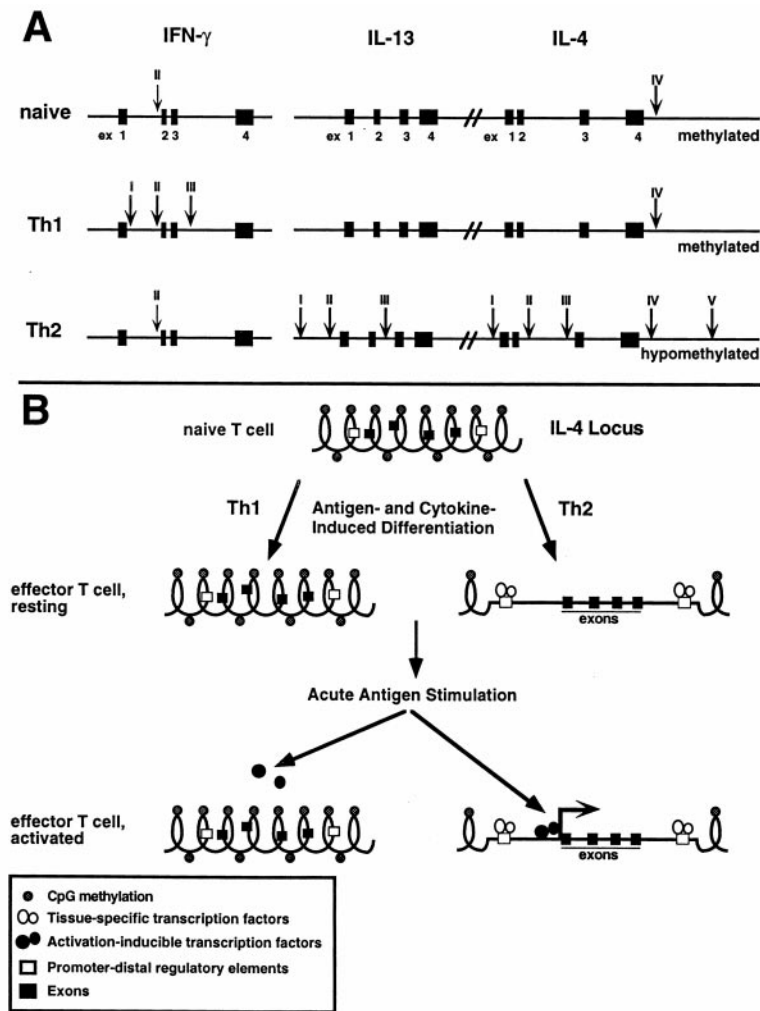 A
IFN-γ IL-13 IL-4
II IV
naive
ex 1 2 3 4 ex 1 2 3 4 ex 1 2 3 4 methylated
I II III IV
Th1
methylated
II I II III I II III IV V
Th2
hypomethylated
B
naive T cell IL-4 Locus
Th1 Antigen- and Cytokine- Th2
Induced Differentiation
effector T cell,
resting
exons
Acute Antigen Stimulation
effector T cell,
activated
exons
CpG methylation
Tissue-specific transcription factors
Activation-inducible transcription factors
Promoter-distal regulatory elements
Exons